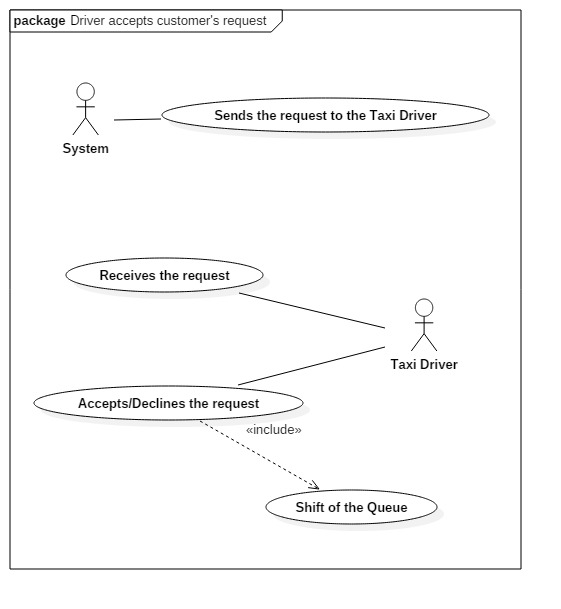 package Driver accepts customer's request
Sends the request to the Taxi Driver
System
Receives the request
Taxi Driver
Accepts/Declines the request
«include»
Shift of the Queue